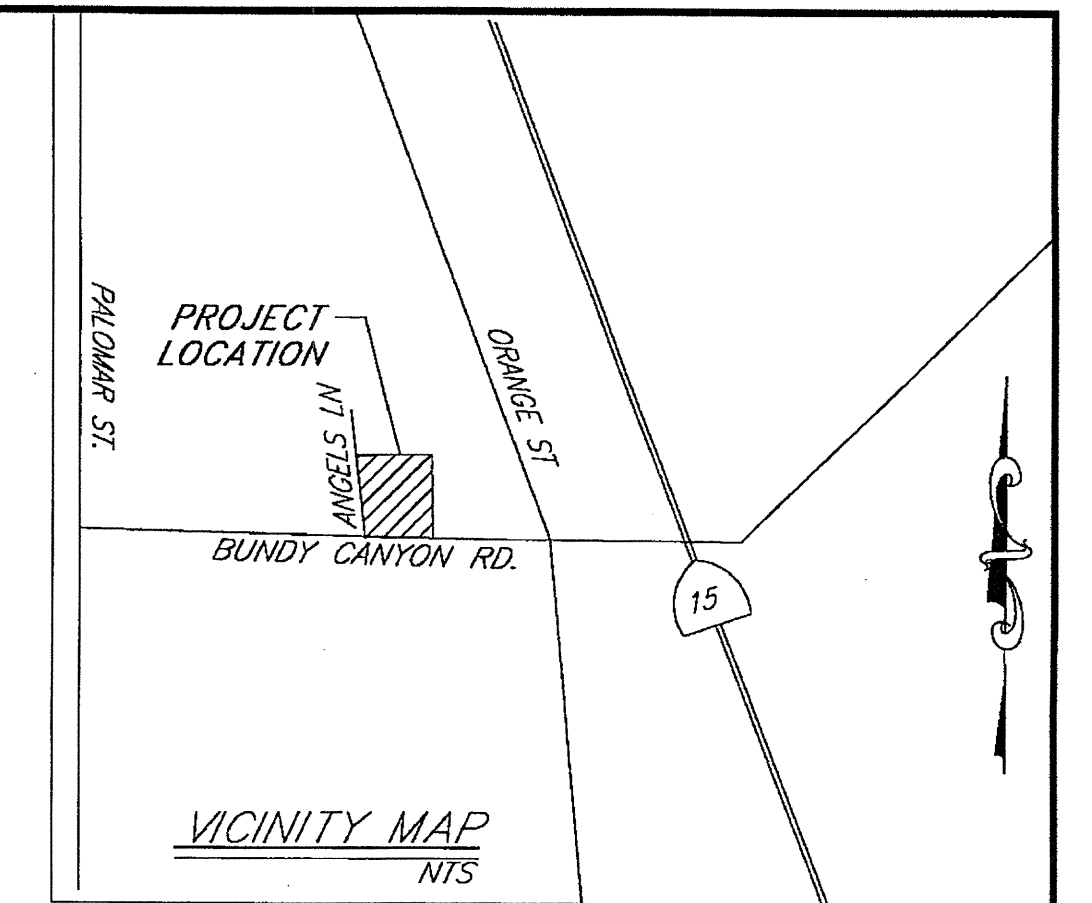 PALOMAR ST.
PROJECT
LOCATION
ANGELS LN
ORANGE ST
BUNDY CANYON RD.
15
VICINITY MAP
NTS